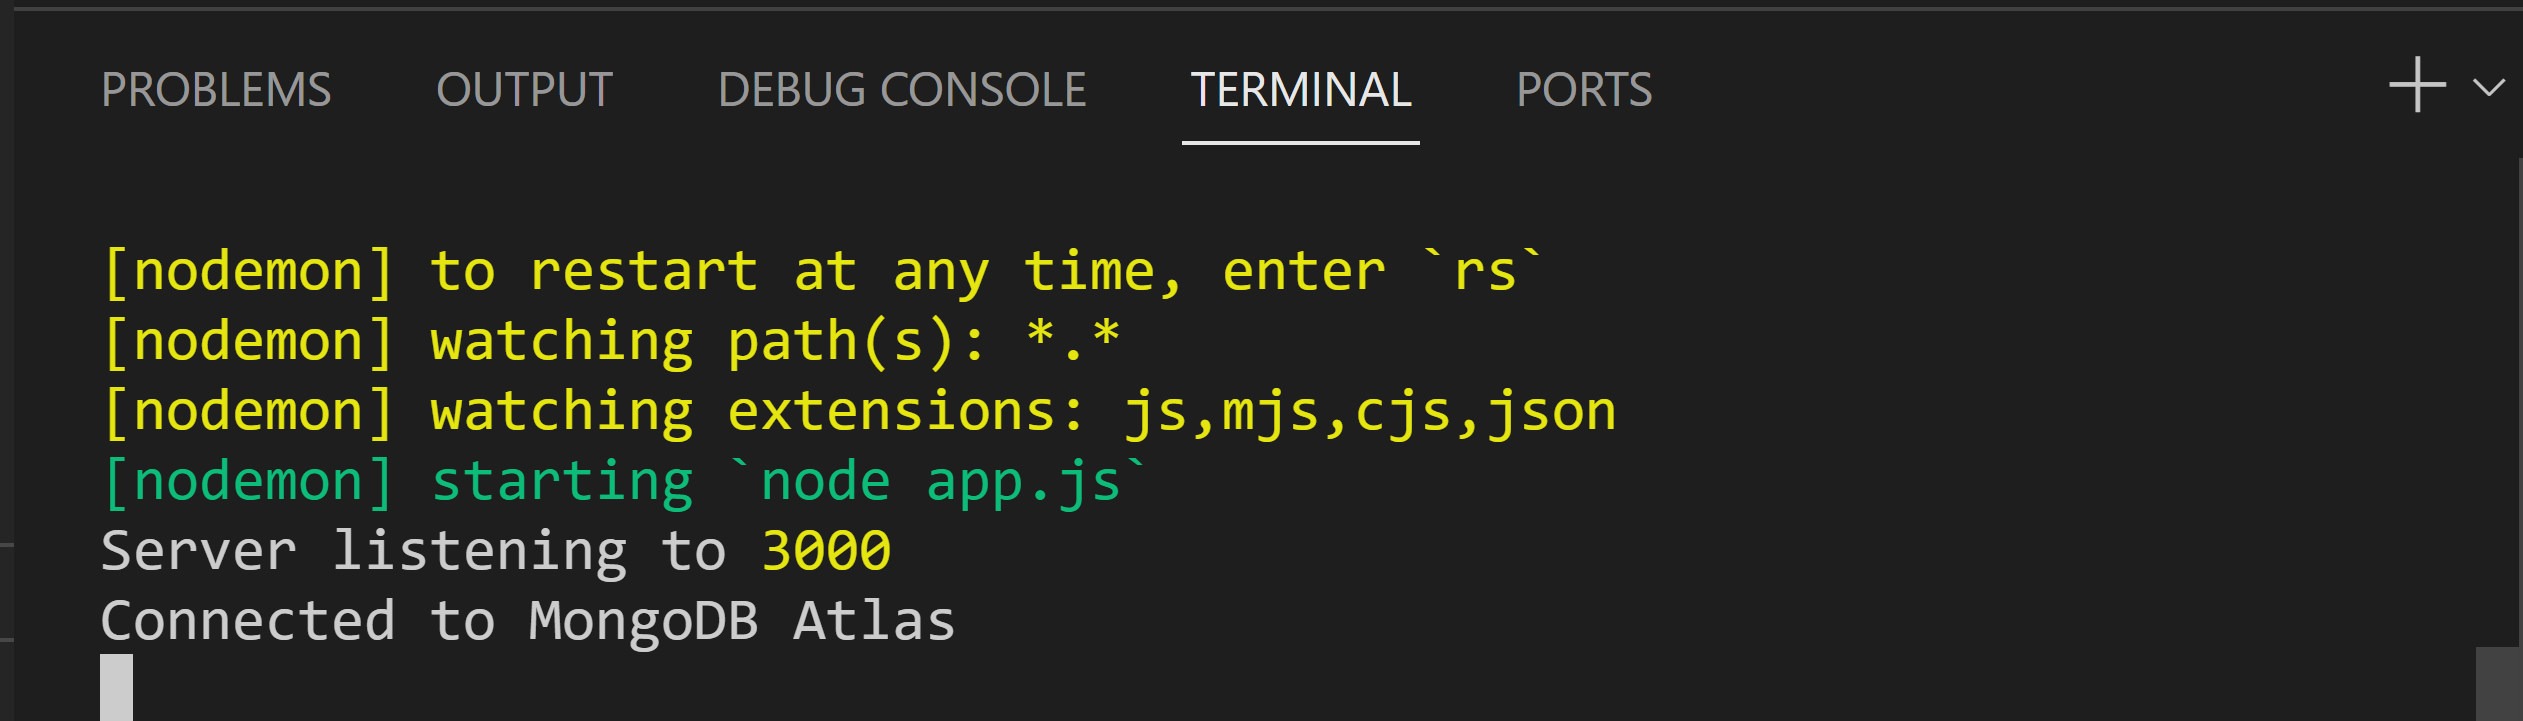 PROBLEMS OUTPUT DEBUG CONSOLE TERMINAL PORTS
[nodemon] to restart at any time, enter `rs`
[nodemon] watching path(s): *.*
[nodemon] watching extensions: js,mjs,cjs,json
[nodemon] starting `node app.js`
Server listening to 3000
Connected to MongoDB Atlas